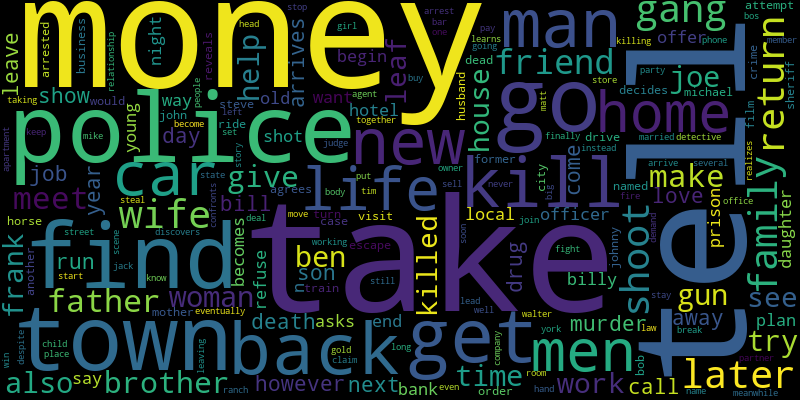 money
police
take
tell
find
town
go
kill
man
men
back
get
home
life
new
car
gang
return
family
later
leave
house
friend
joe
help
arrives
leaf
begin
offer
night
business
relationship
arrested
head
reveals
stop
girl
want
agent
arrest
bar
one
learns
going
pay
buy
phone
killing
store
dead
decides
michael
attempt
bos
member
crime
sheriff
party
film
taking
show
would
way
people
steve
old
hotel
husband
together
matt
apartment
keep
young
mike
john
left
ride
become
set
day
shot
judge
former
drive
finally
instead
married
detective
arrive
several
realizes
job
year
give
state
story
agrees
body
put
tim
come
city
big
owner
never
named
fire
make
love
office
meet
steal
confronts
wife
bill
deal
horse
street
scene
discovers
becomes
move
turn
visit
case
local
officer
sell
join
drug
soon
johnny
shoot
demand
prison
daughter
frank
another
run
jack
know
start
refuse
ben
son
train
working
escape
still
killed
fight
billy
stay
gun
see
father
woman
mother
eventually
death
asks
end
lead
well
walter
murder
law
away
plan
break
partner
try
win
despite
child
place
leaving
gold
claim
long
york
company
room
bob
also
say
brother
ranch
however
next
bank
even
time
order
work
hand
call
name
meanwhile